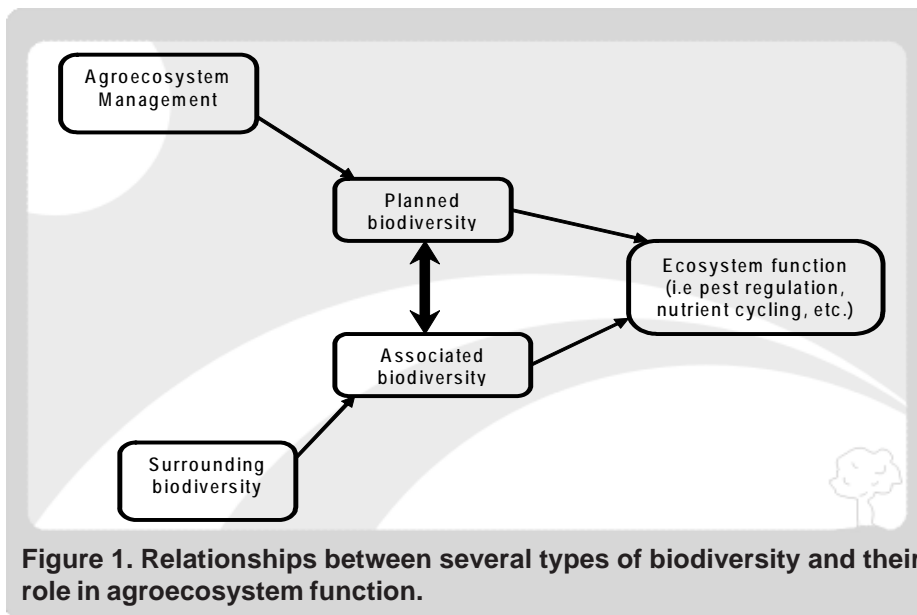 Agroecosystem
Management
Planned
biodiversity
Ecosystem function
(i.e pest regulation,
nutrient cycling, etc.)
Associated
biodiversity
Surrounding
biodiversity
Figure 1. Relationships between several types of biodiversity and their
role in agroecosystem function.